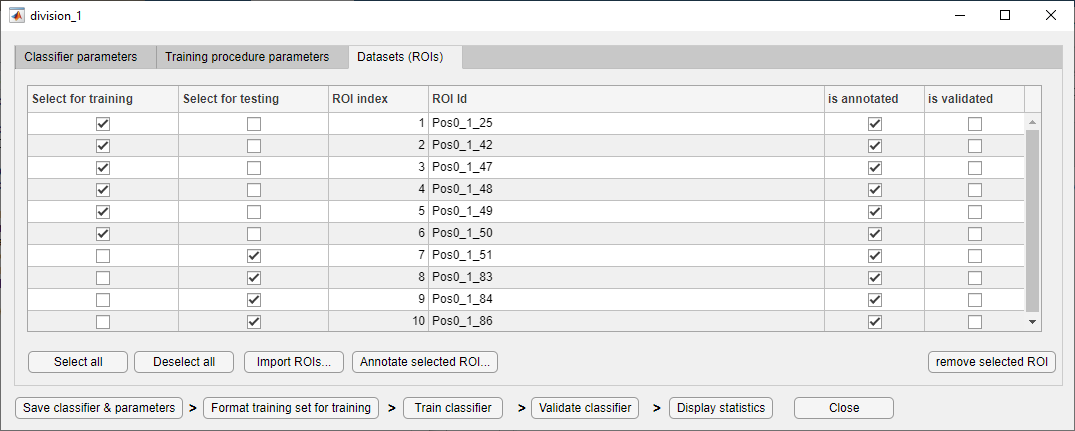 division_1
Classifier parameters Training procedure parameters Datasets (ROIs)
Select for training Select for testing ROI index ROI Id is annotated is validated
1 Pos0_1_25
2 Pos0_1_42
3 Pos0_1_47
4 Pos0_1_48
5 Pos0_1_49
6 Pos0_1_50
7 Pos0_1_51
8 Pos0_1_83
9 Pos0_1_84
10 Pos0_1_86
Select all Deselect all Import ROIs... Annotate selected ROI... remove selected ROI
Save classifier & parameters > Format training set for training > Train classifier > Validate classifier > Display statistics Close